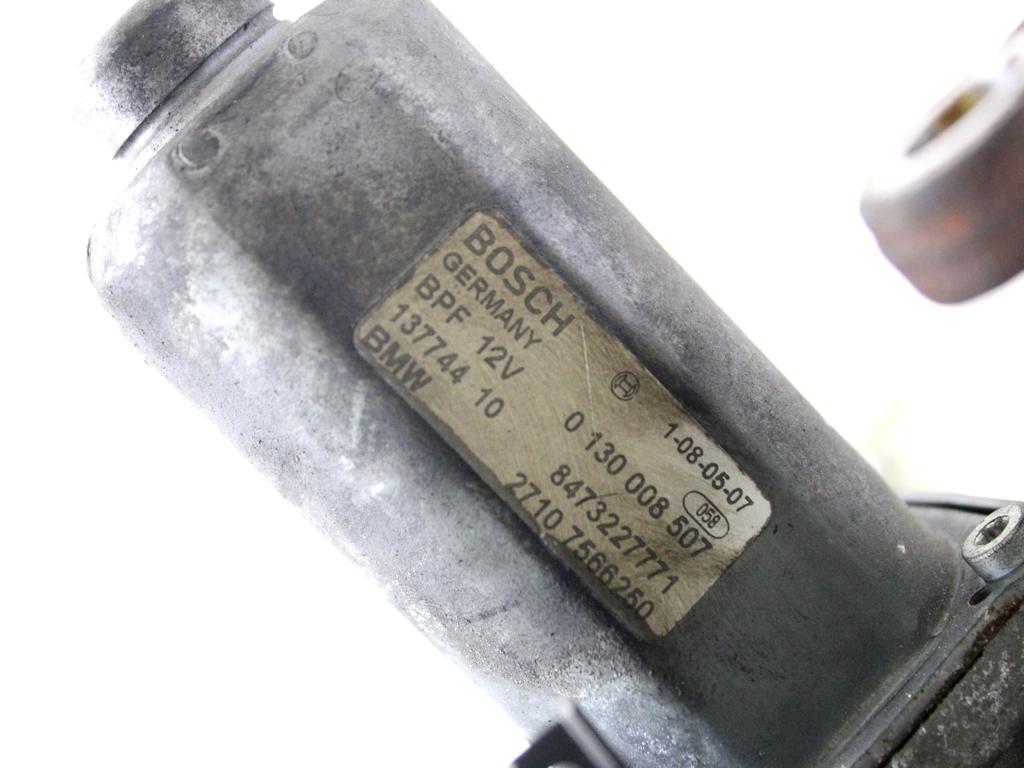 BOSCH
GERMANY 1-08-05-07
BPF 12V 0 130 008 507 058
137744 10 8473227771
BMW 2710 7566250